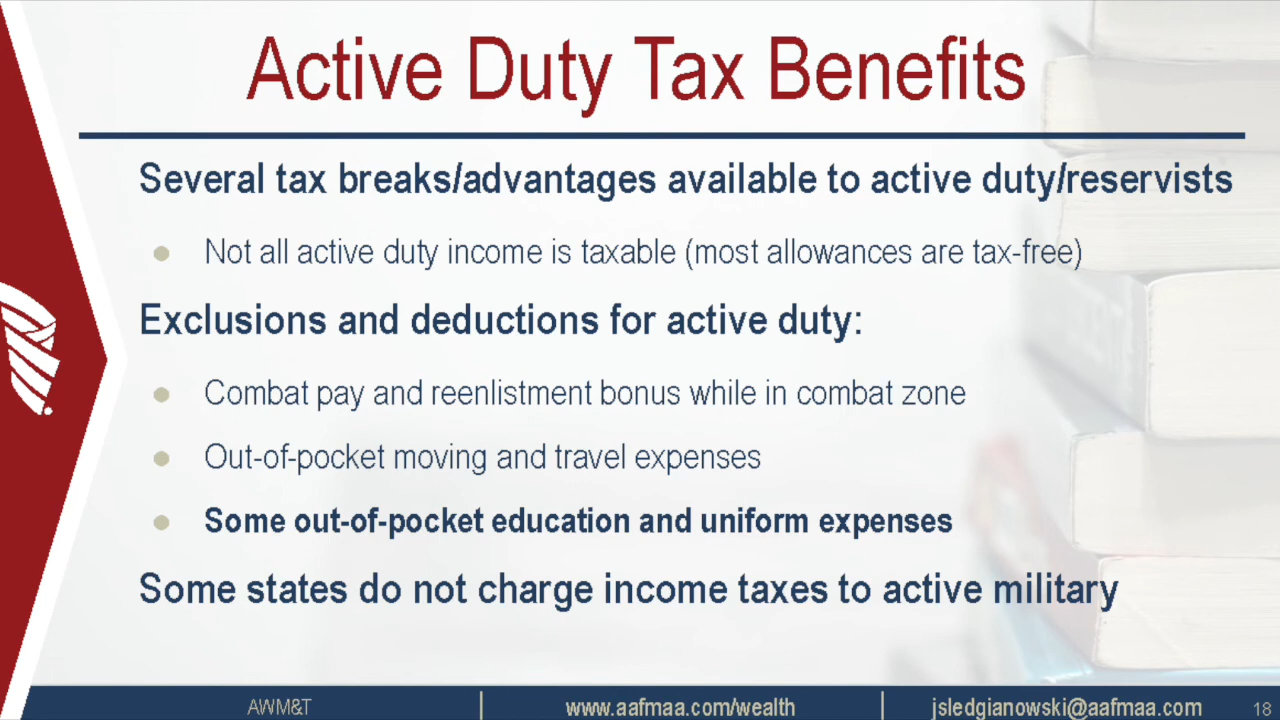 Active Duty Tax Benefits
Several tax breaks/advantages available to active duty/reservists
Not all active duty income is taxable (most allowances are tax-free)
Exclusions and deductions for active duty:
Combat pay and reenlistment bonus while in combat zone
Out-of-pocket moving and travel expenses
Some out-of-pocket education and uniform expenses
Some states do not charge income taxes to active military
AWM&T
www.aafmaa.com/wealth
jsledgianowski@aafmaa.com
18